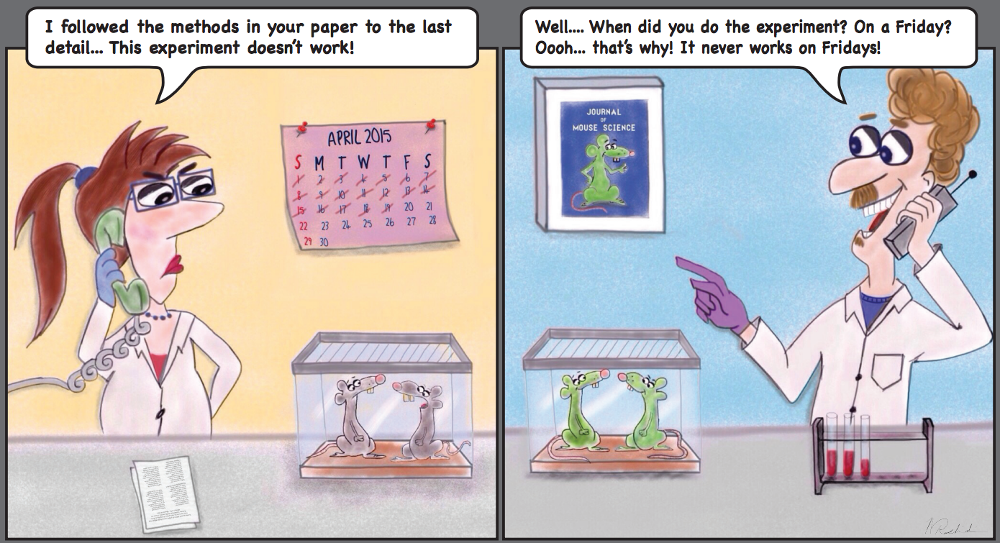 I followed the methods in your paper to the last
detail... This experiment doesn't work!
APRIL 2015
S M T W T F S
1 2 3 4 5 6 7
8 9 10 11 12 13 14
15 16 17 18 19 20 21
22 23 24 25 26 27 28
29 30
Well.... When did you do the experiment? On a Friday?
Oooh... that's why! It never works on Fridays!
JOURNAL
OF
MOUSE SCIENCE